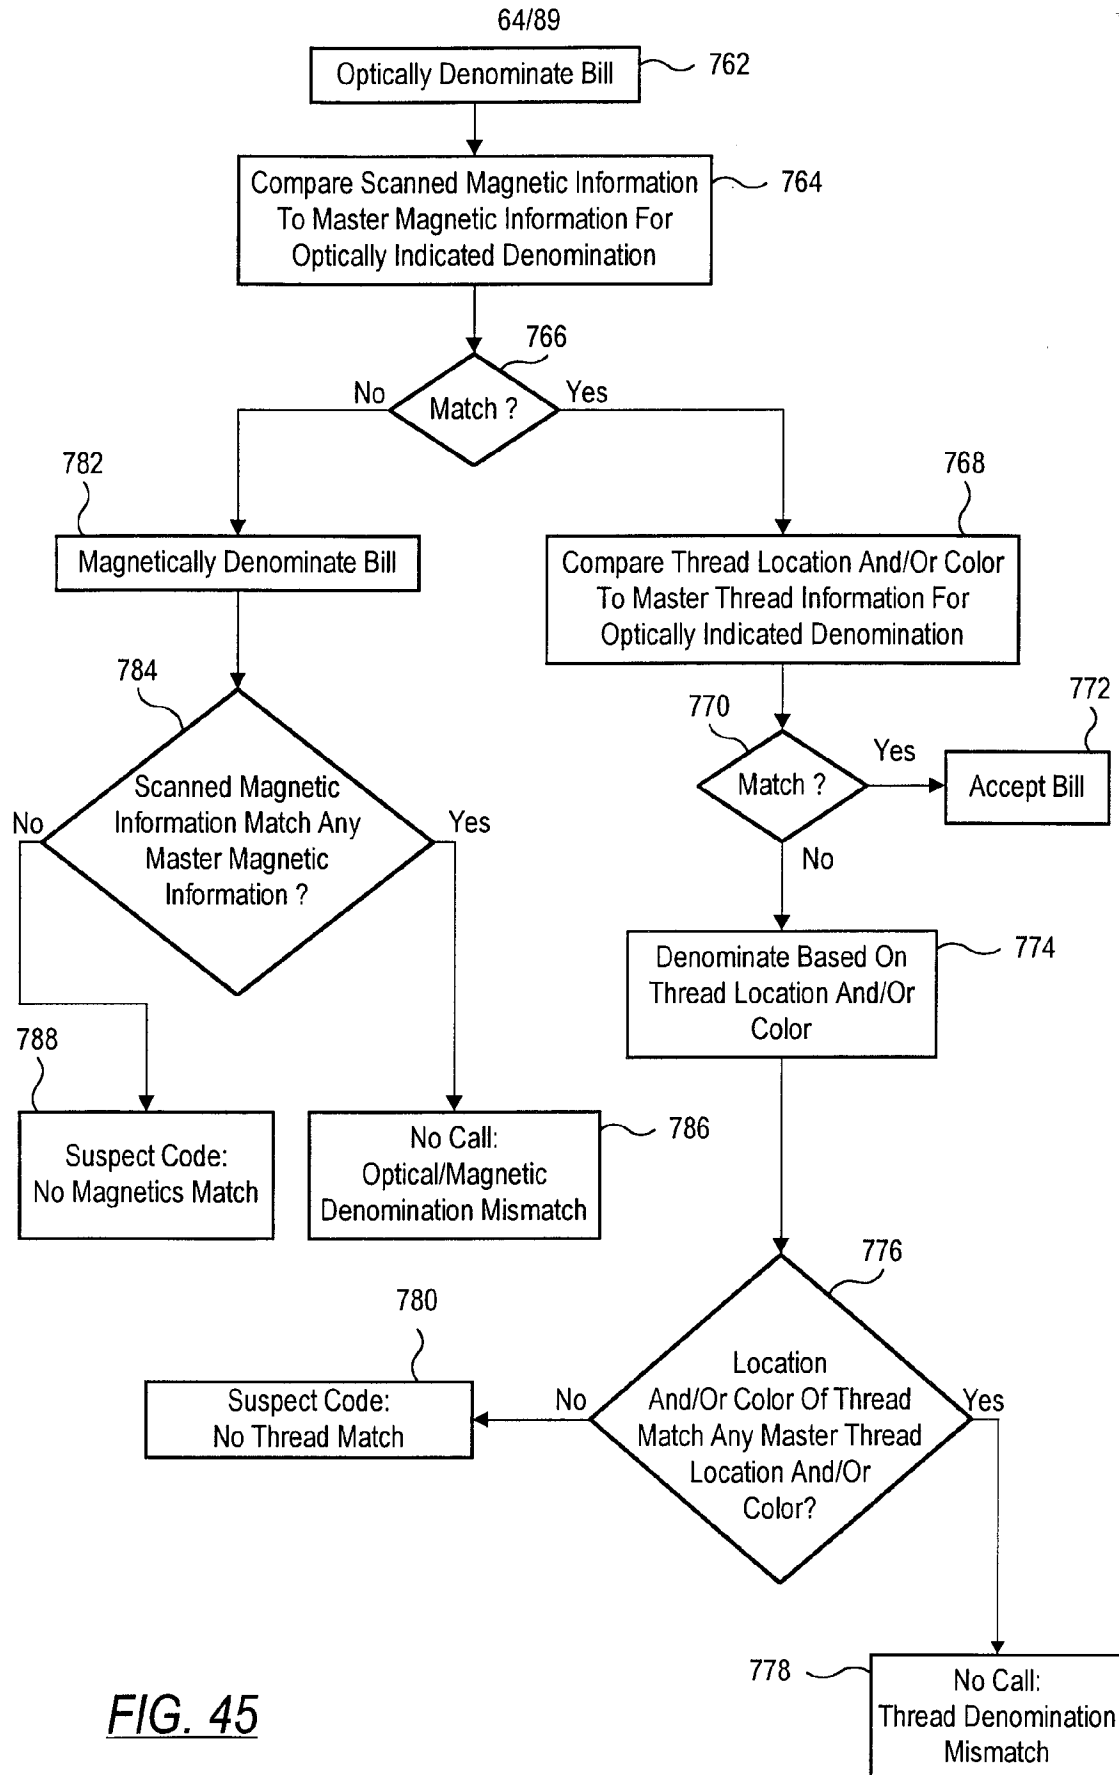 64/89
Optically Denominate Bill
762
Compare Scanned Magnetic Information
To Master Magnetic Information For
Optically Indicated Denomination
764
766
Match ?
No
Yes
782
Magnetically Denominate Bill
768
Compare Thread Location And/Or Color
To Master Thread Information For
Optically Indicated Denomination
784
Scanned Magnetic
Information Match Any
Master Magnetic
Information ?
No
Yes
770
Match ?
Yes
No
772
Accept Bill
774
Denominate Based On
Thread Location And/Or
Color
788
Suspect Code:
No Magnetics Match
786
No Call:
Optical/Magnetic
Denomination Mismatch
776
Location
And/Or Color Of Thread
Match Any Master Thread
Location And/Or
Color?
No
Yes
780
Suspect Code:
No Thread Match
778
No Call:
Thread Denomination
Mismatch
FIG. 45